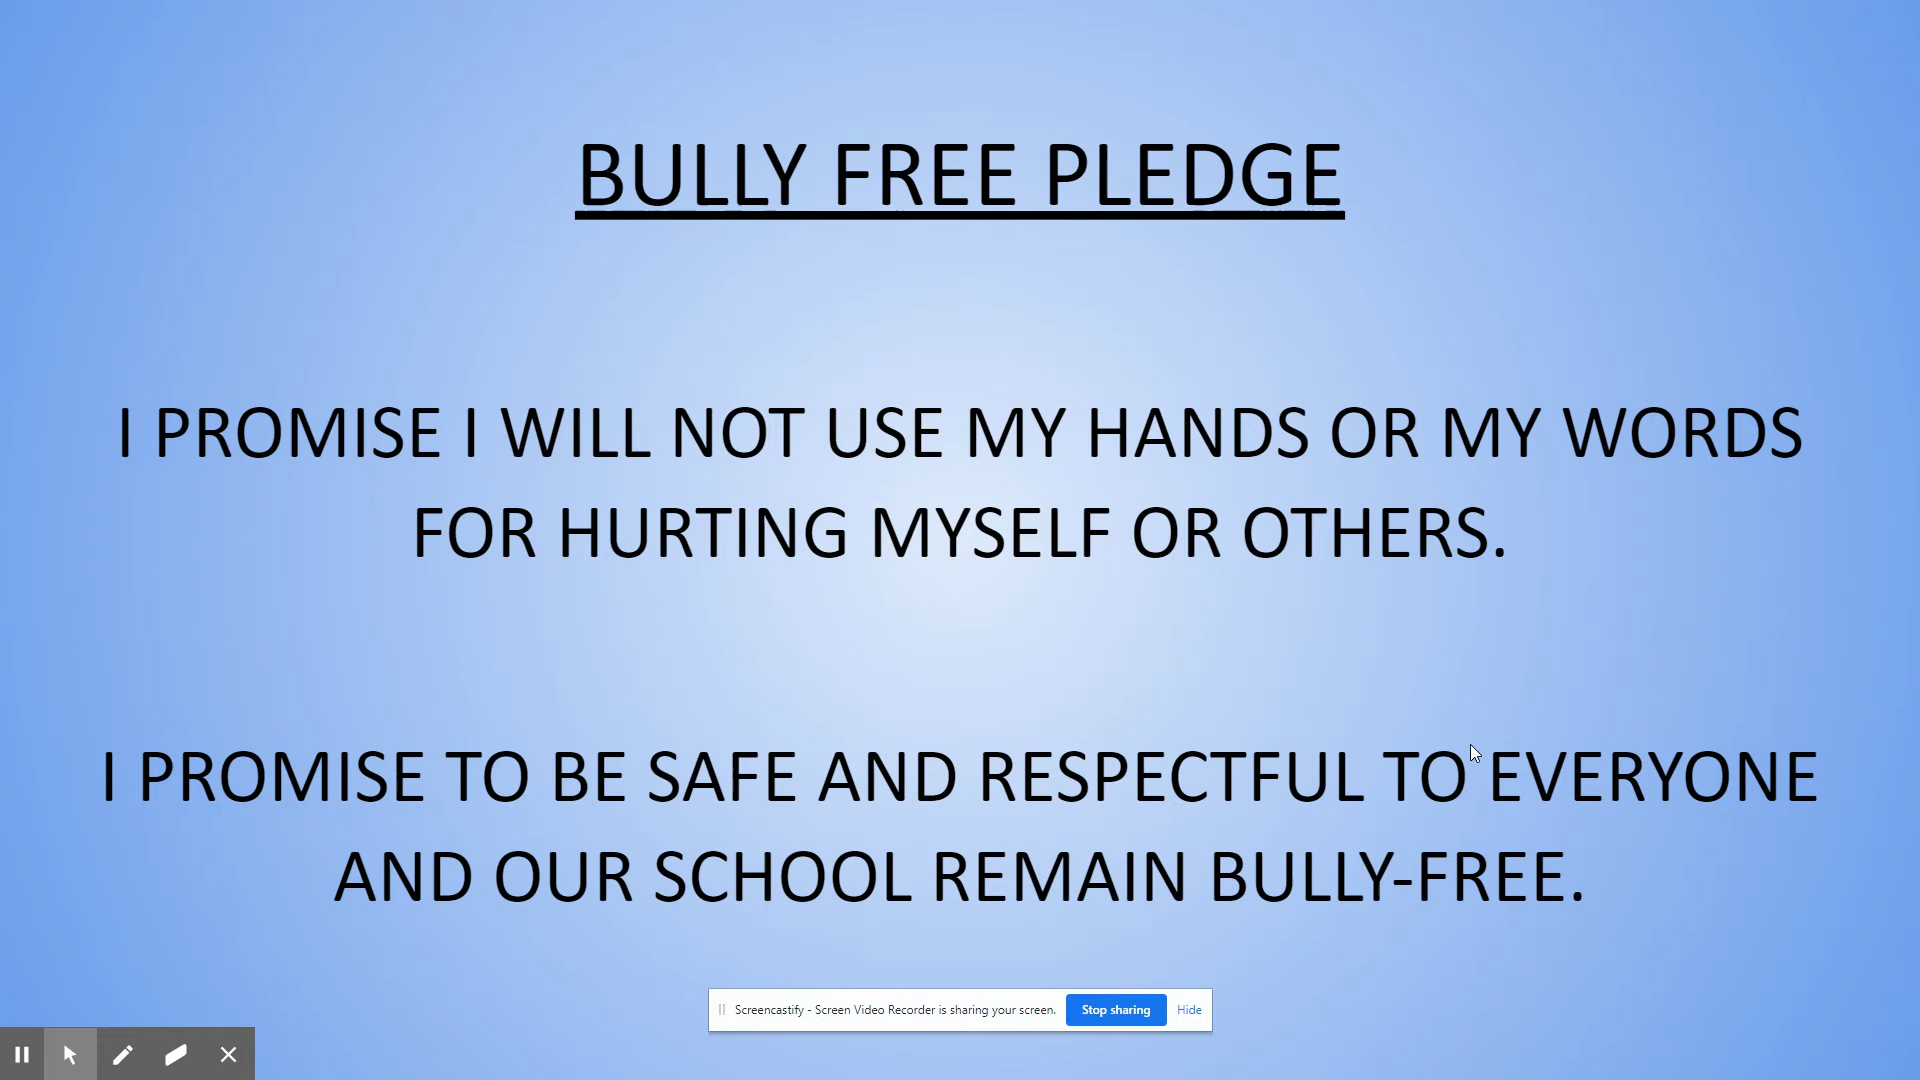 BULLY FREE PLEDGE
I PROMISE I WILL NOT USE MY HANDS OR MY WORDS
FOR HURTING MYSELF OR OTHERS.
I PROMISE TO BE SAFE AND RESPECTFUL TO EVERYONE
AND OUR SCHOOL REMAIN BULLY-FREE.
Screencastify - Screen Video Recorder is sharing your screen. Stop sharing Hide